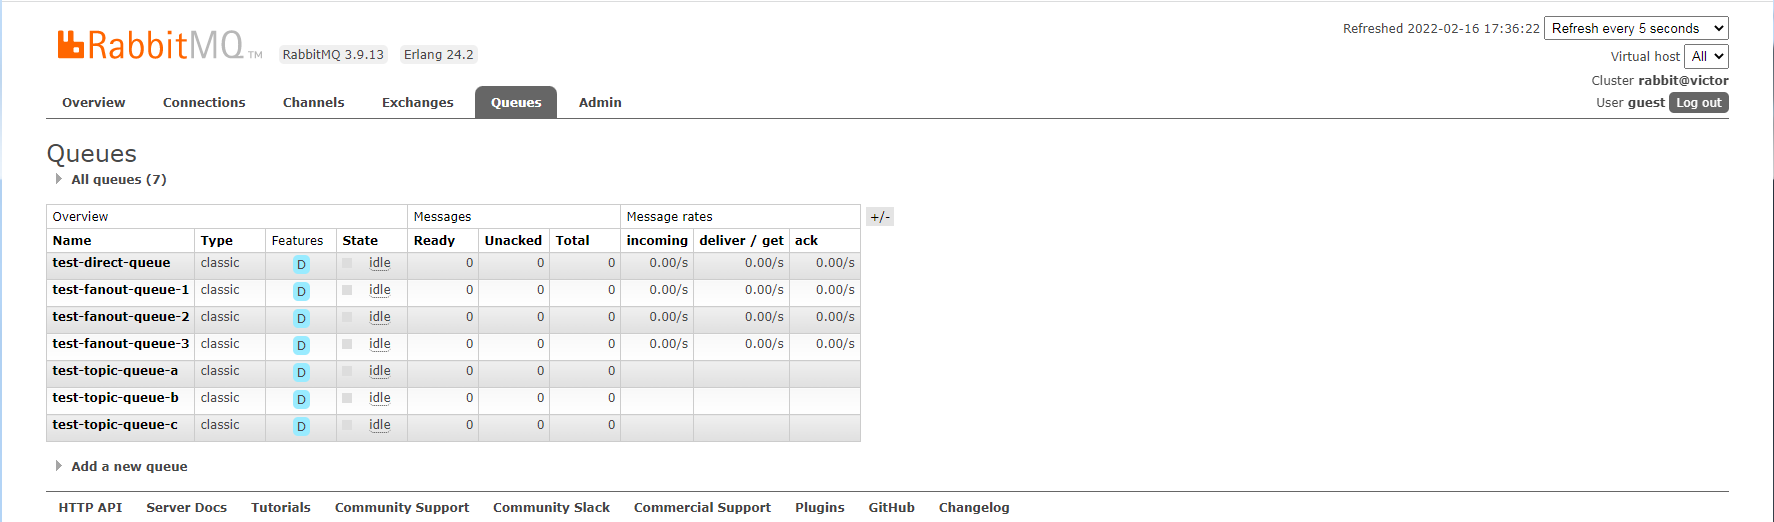 Refreshed 2022-02-16 17:36:22 Refresh every 5 seconds
RabbitMQ TM RabbitMQ 3.9.13 Erlang 24.2
Virtual host All
Cluster rabbit@victor
User guest Log out
Overview Connections Channels Exchanges Queues Admin
Queues
All queues (7)
Overview Messages Message rates +/-
Name Type Features State Ready Unacked Total incoming deliver / get ack
test-direct-queue classic D idle 0 0 0 0.00/s 0.00/s 0.00/s
test-fanout-queue-1 classic D idle 0 0 0 0.00/s 0.00/s 0.00/s
test-fanout-queue-2 classic D idle 0 0 0 0.00/s 0.00/s 0.00/s
test-fanout-queue-3 classic D idle 0 0 0 0.00/s 0.00/s 0.00/s
test-topic-queue-a classic D idle 0 0 0
test-topic-queue-b classic D idle 0 0 0
test-topic-queue-c classic D idle 0 0 0
Add a new queue
HTTP API Server Docs Tutorials Community Support Community Slack Commercial Support Plugins GitHub Changelog